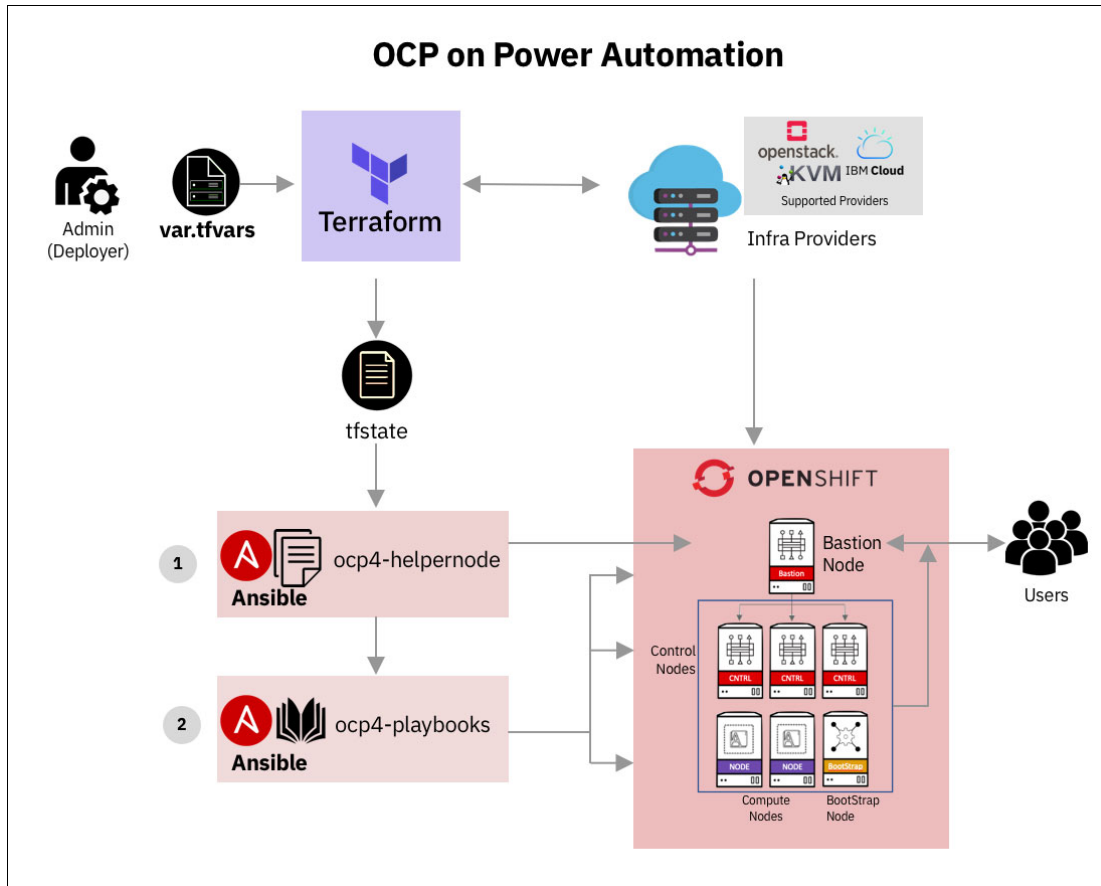 OCP on Power Automation
Admin
(Deployer)
var.tfvars
Terraform
openstack.
KVM
IBM Cloud
Supported Providers
Infra Providers
tfstate
OPENSHIFT
1
ocp4-helpernode
Ansible
Bastion
Node
Bastion
Users
Control
Nodes
CNTRL
CNTRL
CNTRL
2
ocp4-playbooks
Ansible
NODE
NODE
BootStrap
Compute
Nodes
BootStrap
Node